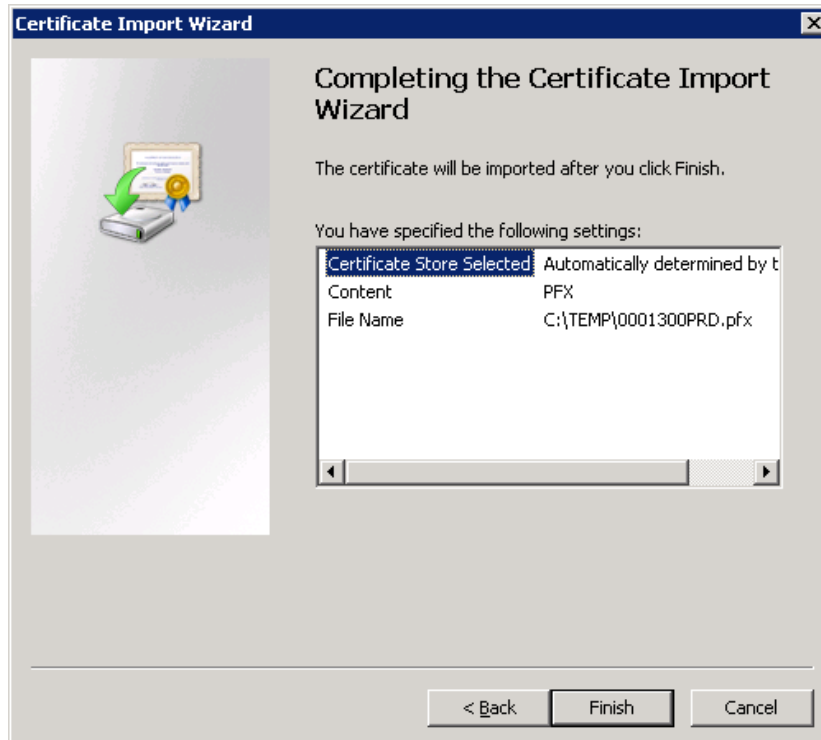 Certificate Import Wizard
Completing the Certificate Import
Wizard
The certificate will be imported after you click Finish.
You have specified the following settings:
Certificate Store Selected Automatically determined by t
Content PFX
File Name C:\TEMP\0001300PRD.pfx
< Back Finish Cancel